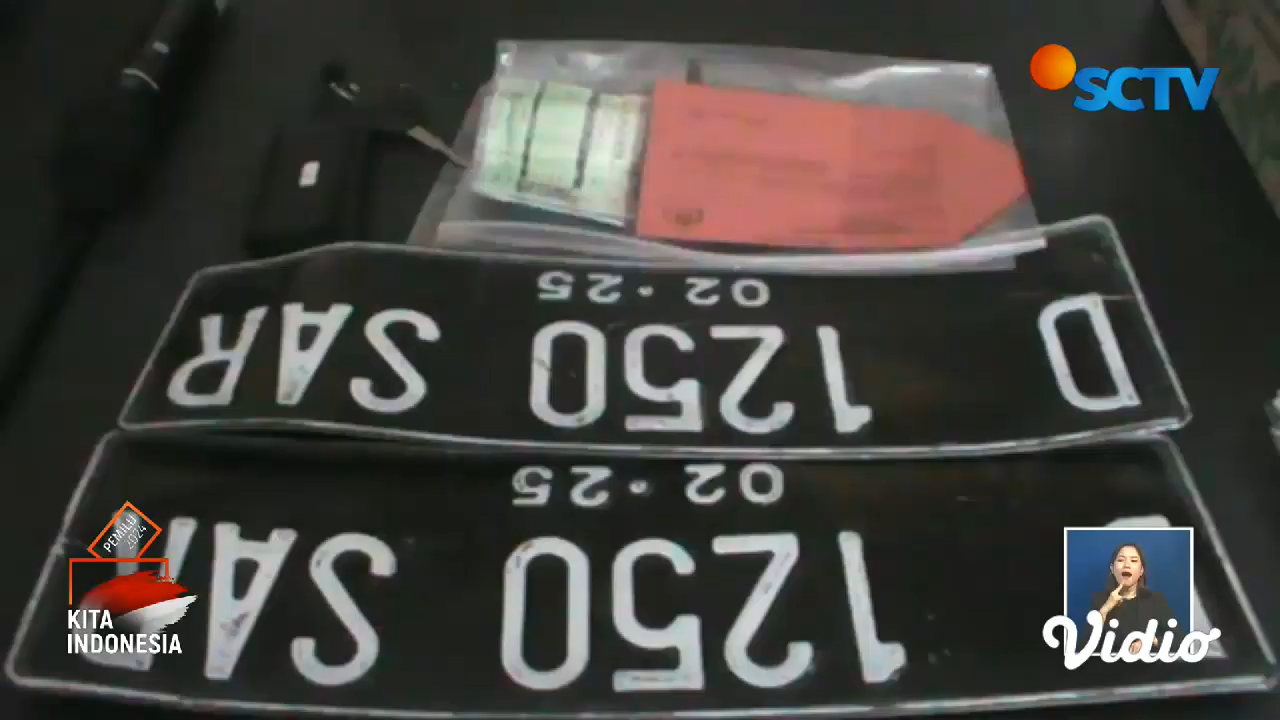 SCTV
D 1250 SAR
02·25
1250 SA
02·25
PEMILU
2024
KITA
INDONESIA
Vidio